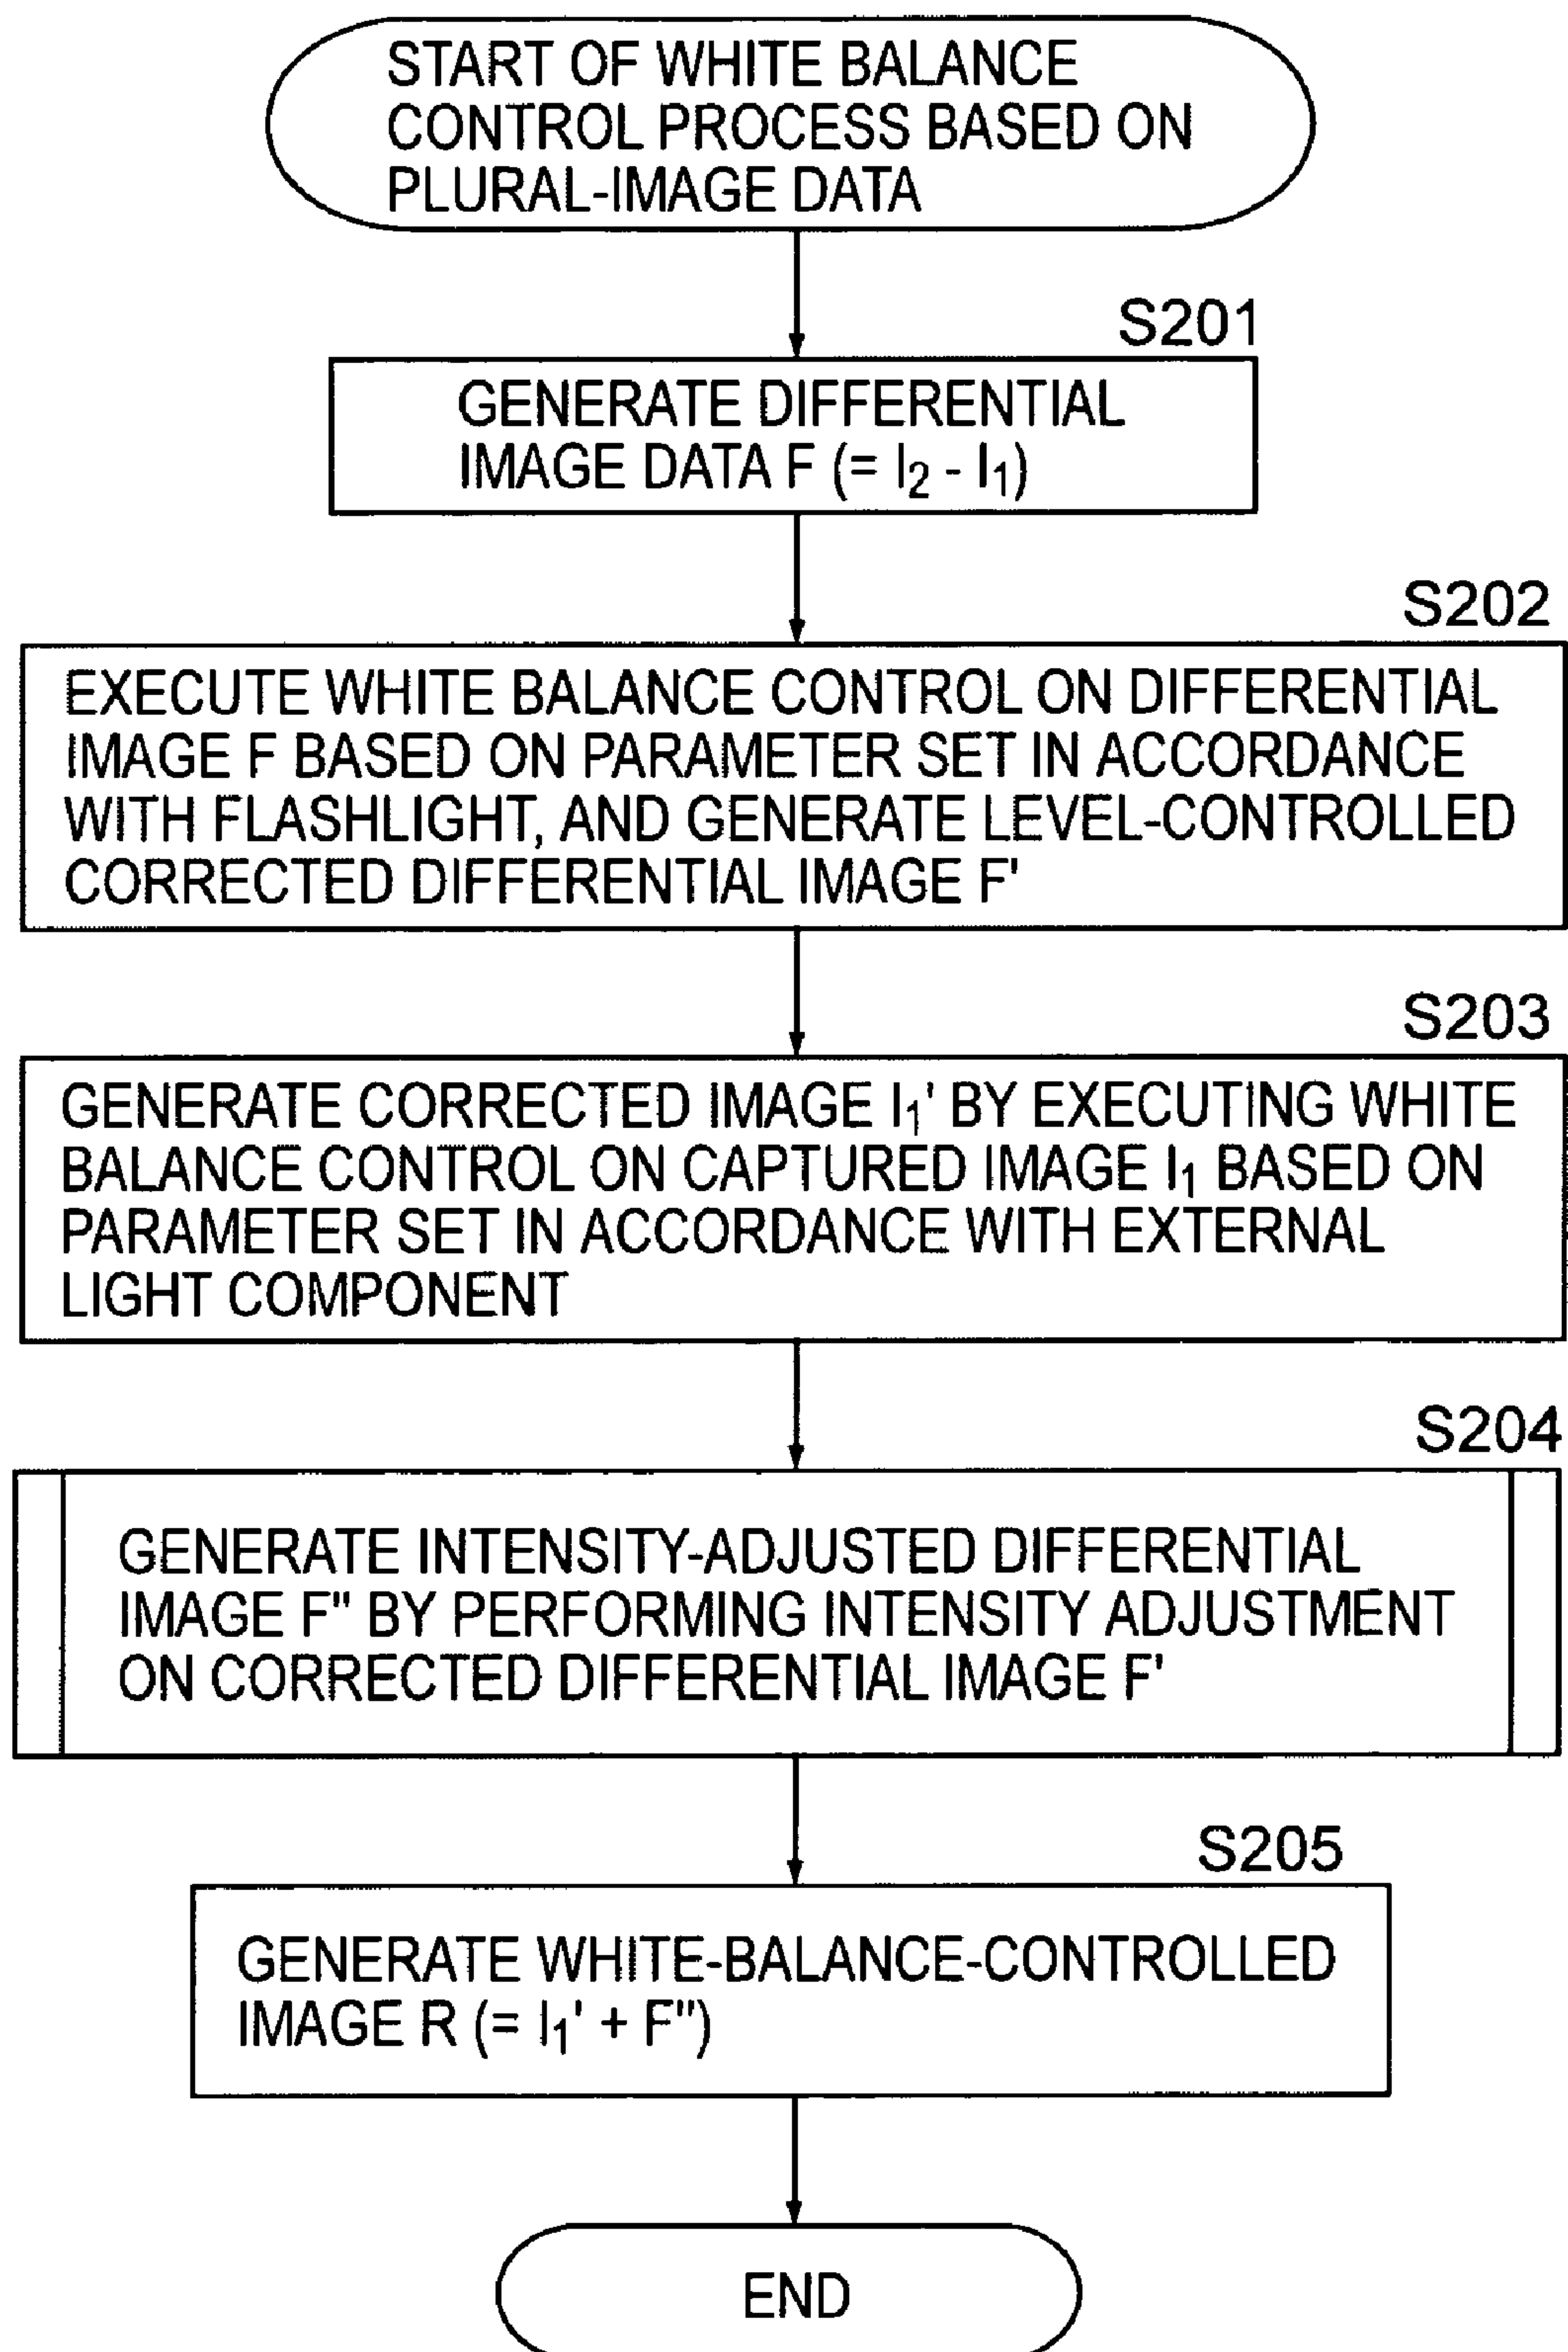 START OF WHITE BALANCE
CONTROL PROCESS BASED ON
PLURAL-IMAGE DATA
S201
GENERATE DIFFERENTIAL
IMAGE DATA F (= I₂ - I₁)
S202
EXECUTE WHITE BALANCE CONTROL ON DIFFERENTIAL
IMAGE F BASED ON PARAMETER SET IN ACCORDANCE
WITH FLASHLIGHT, AND GENERATE LEVEL-CONTROLLED
CORRECTED DIFFERENTIAL IMAGE F'
S203
GENERATE CORRECTED IMAGE I₁' BY EXECUTING WHITE
BALANCE CONTROL ON CAPTURED IMAGE I₁ BASED ON
PARAMETER SET IN ACCORDANCE WITH EXTERNAL
LIGHT COMPONENT
S204
GENERATE INTENSITY-ADJUSTED DIFFERENTIAL
IMAGE F" BY PERFORMING INTENSITY ADJUSTMENT
ON CORRECTED DIFFERENTIAL IMAGE F'
S205
GENERATE WHITE-BALANCE-CONTROLLED
IMAGE R (= I₁' + F")
END